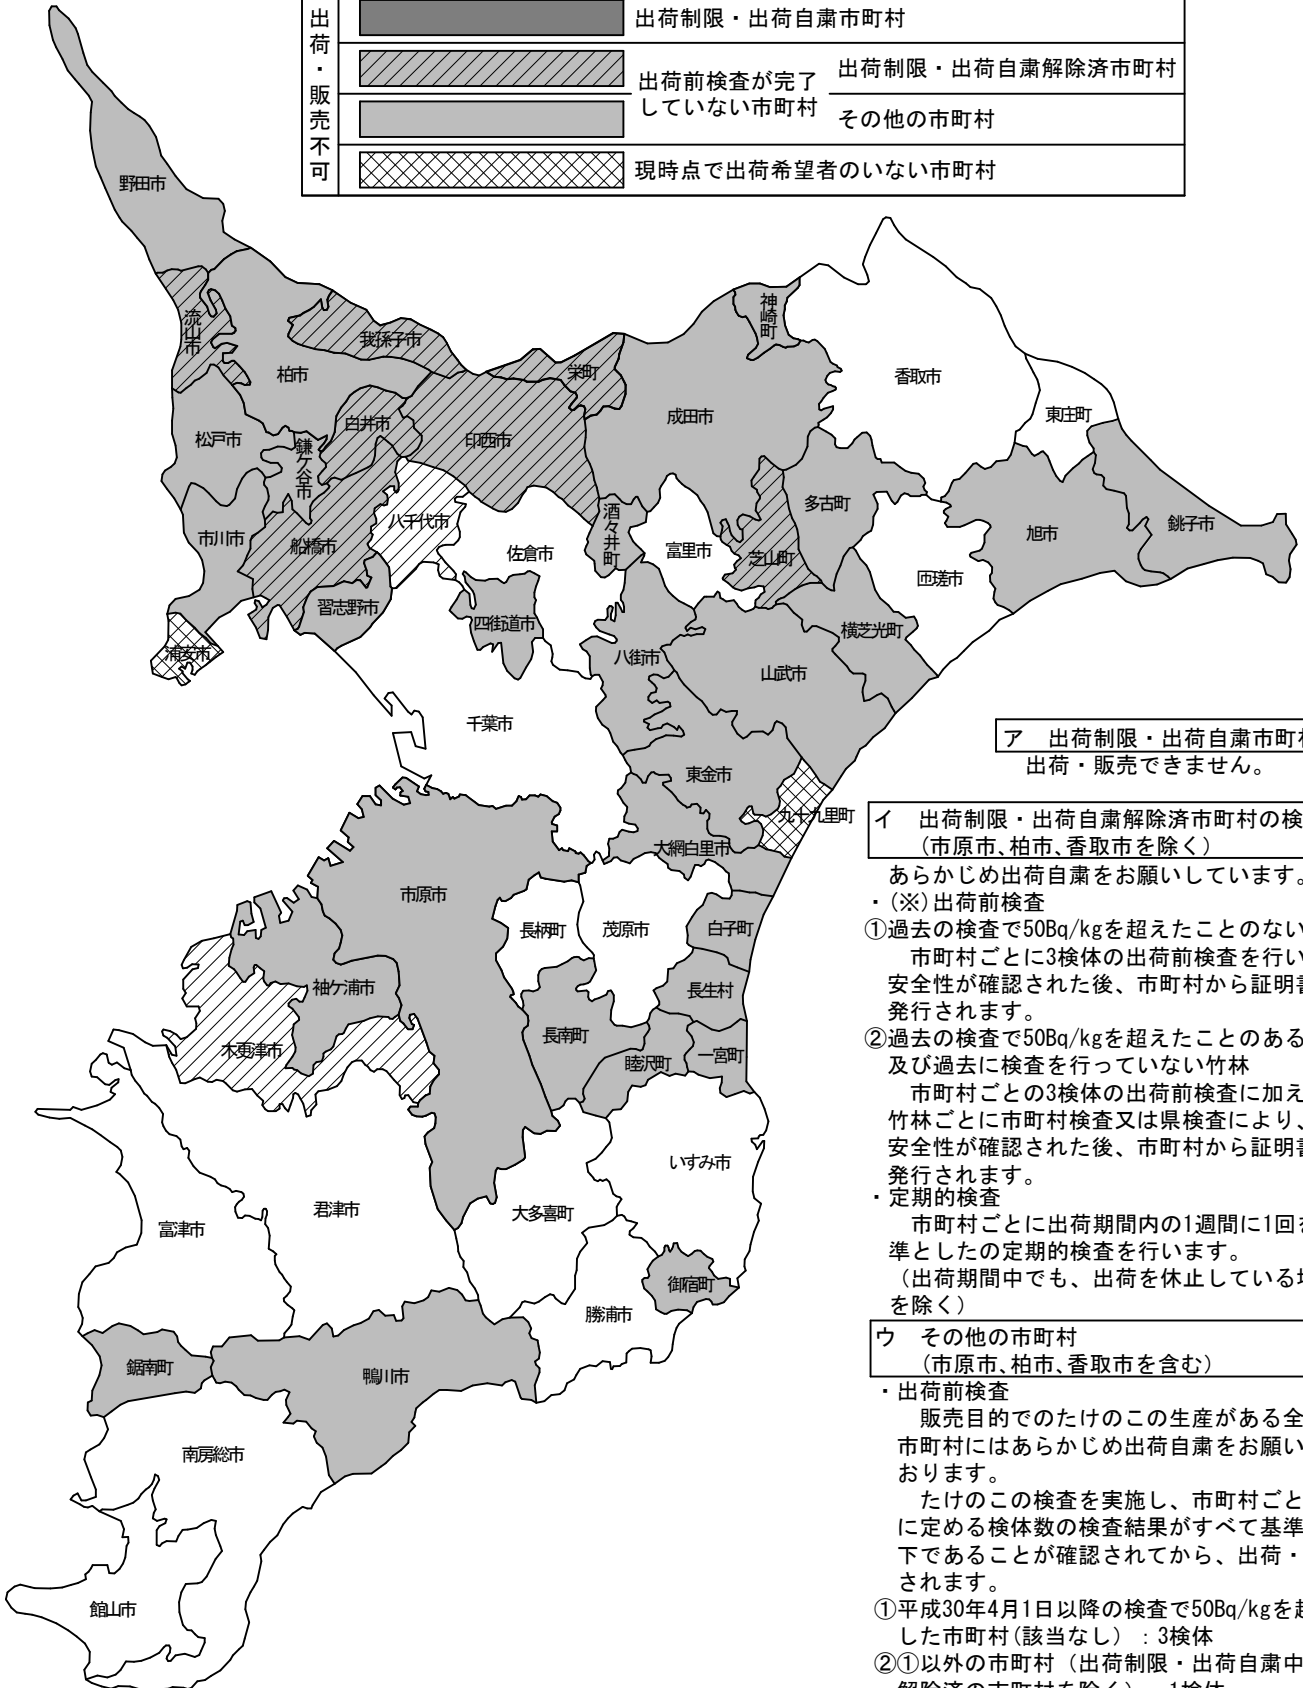 出荷・販売不可
出荷制限・出荷自粛市町村
出荷前検査が完了
していない市町村
出荷制限・出荷自粛解除済市町村
その他の市町村
現時点で出荷希望者のいない市町村
野田市
流山市
我孫子市
柏市
松戸市
鎌ケ谷市
白井市
印西市
栄町
成田市
神崎町
香取市
東庄町
市川市
船橋市
八千代市
佐倉市
酒々井町
富里市
芝山町
多古町
匝瑳市
旭市
銚子市
浦安市
習志野市
四街道市
八街市
山武市
横芝光町
千葉市
東金市
九十九里町
大網白里市
市原市
長柄町
茂原市
白子町
袖ケ浦市
長生村
木更津市
長南町
睦沢町
一宮町
いすみ市
富津市
君津市
大多喜町
御宿町
勝浦市
鋸南町
鴨川市
南房総市
館山市
ア　出荷制限・出荷自粛市町村
出荷・販売できません。
イ　出荷制限・出荷自粛解除済市町村の検
(市原市､柏市､香取市を除く)
あらかじめ出荷自粛をお願いしています。
・(※)出荷前検査
①過去の検査で50Bq/kgを超えたことのない
市町村ごとに3検体の出荷前検査を行い
安全性が確認された後、市町村から証明書
発行されます。
②過去の検査で50Bq/kgを超えたことのある
及び過去に検査を行っていない竹林
市町村ごとの3検体の出荷前検査に加え
竹林ごとに市町村検査又は県検査により、
安全性が確認された後、市町村から証明書
発行されます。
・定期的検査
市町村ごとに出荷期間内の1週間に1回を
準としたの定期的検査を行います。
（出荷期間中でも、出荷を休止している場
を除く）
ウ　その他の市町村
(市原市､柏市､香取市を含む)
・出荷前検査
販売目的でのたけのこの生産がある全
市町村にはあらかじめ出荷自粛をお願い
おります。
たけのこの検査を実施し、市町村ごと
に定める検体数の検査結果がすべて基準
下であることが確認されてから、出荷・
されます。
①平成30年4月1日以降の検査で50Bq/kgを超
した市町村(該当なし）：3検体
②①以外の市町村（出荷制限・出荷自粛中
解除済の市町村を除く）：1検体